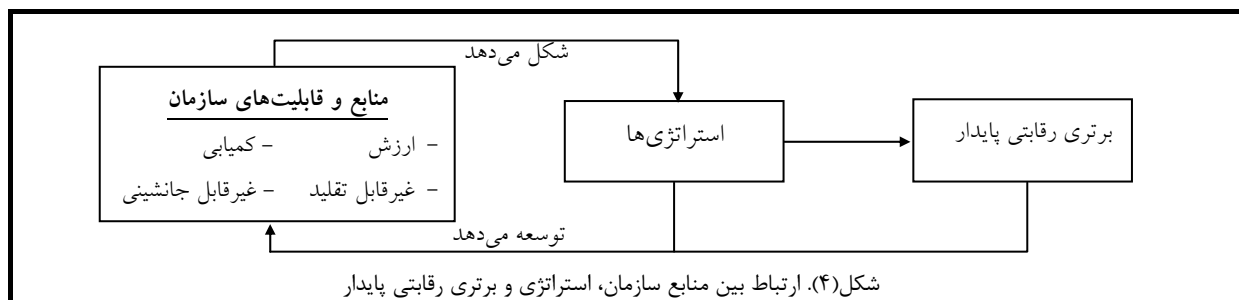 شکل می‌دهد
منابع و قابلیت‌های سازمان
- ارزش - کمیابی
- غیرقابل تقلید - غیرقابل جانشینی
استراتژی‌ها
برتری رقابتی پایدار
توسعه می‌دهد
شکل(۴). ارتباط بین منابع سازمان، استراتژی و برتری رقابتی پایدار